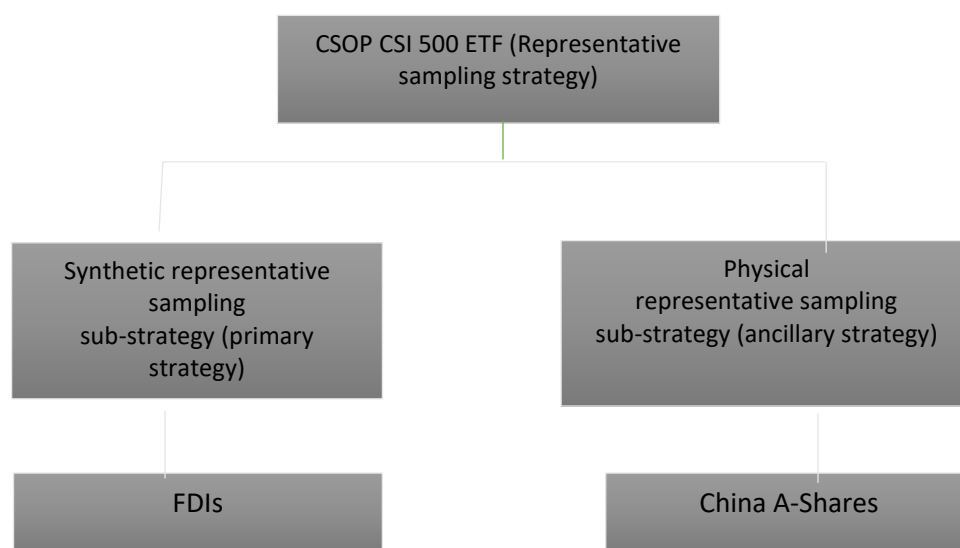 CSOP CSI 500 ETF (Representative
sampling strategy)
Synthetic representative
sampling
sub-strategy (primary
strategy)
Physical
representative sampling
sub-strategy (ancillary strategy)
FDIs
China A-Shares